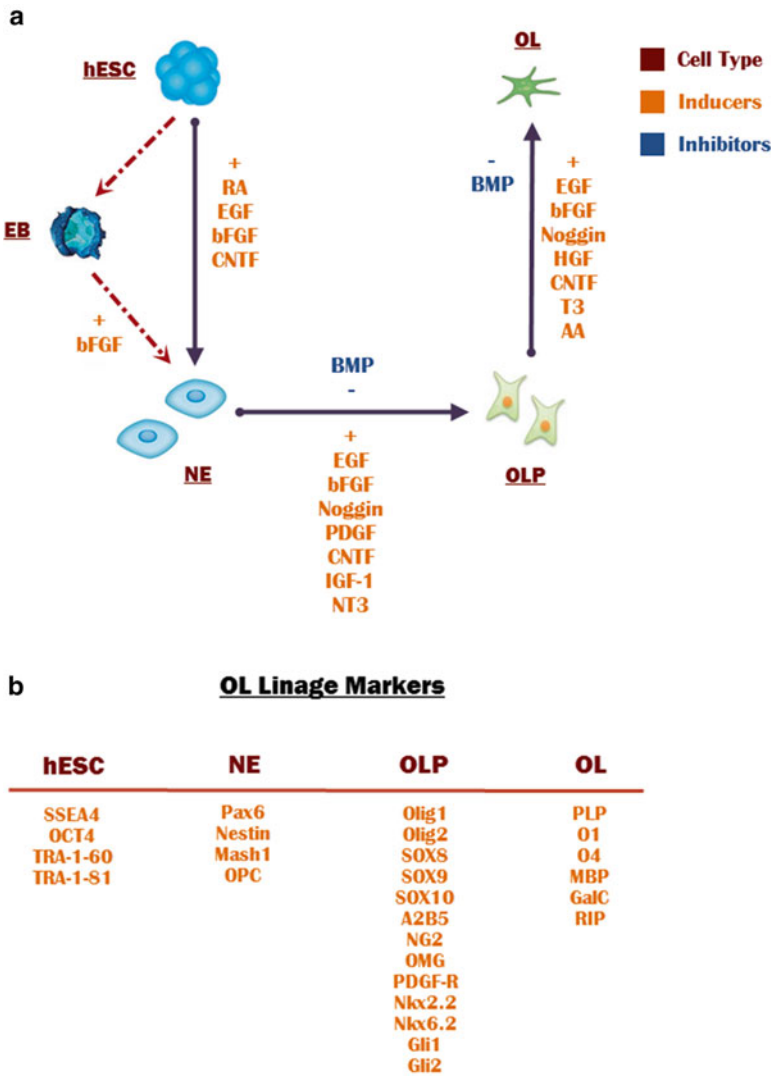 a
hESC
OL
Cell Type
Inducers
Inhibitors
+
RA
EGF
bFGF
CNTF
-
BMP
+
EGF
bFGF
Noggin
HGF
CNTF
T3
AA
EB
+
bFGF
BMP
-
NE
OLP
+
EGF
bFGF
Noggin
PDGF
CNTF
IGF-1
NT3
b
OL Linage Markers
hESC NE OLP OL
SSEA4 Pax6 Olig1 PLP
OCT4 Nestin Olig2 O1
TRA-1-60 Mash1 SOX8 O4
TRA-1-81 OPC SOX9 MBP
SOX10 GalC
A2B5 RIP
NG2
OMG
PDGF-R
Nkx2.2
Nkx6.2
Gli1
Gli2